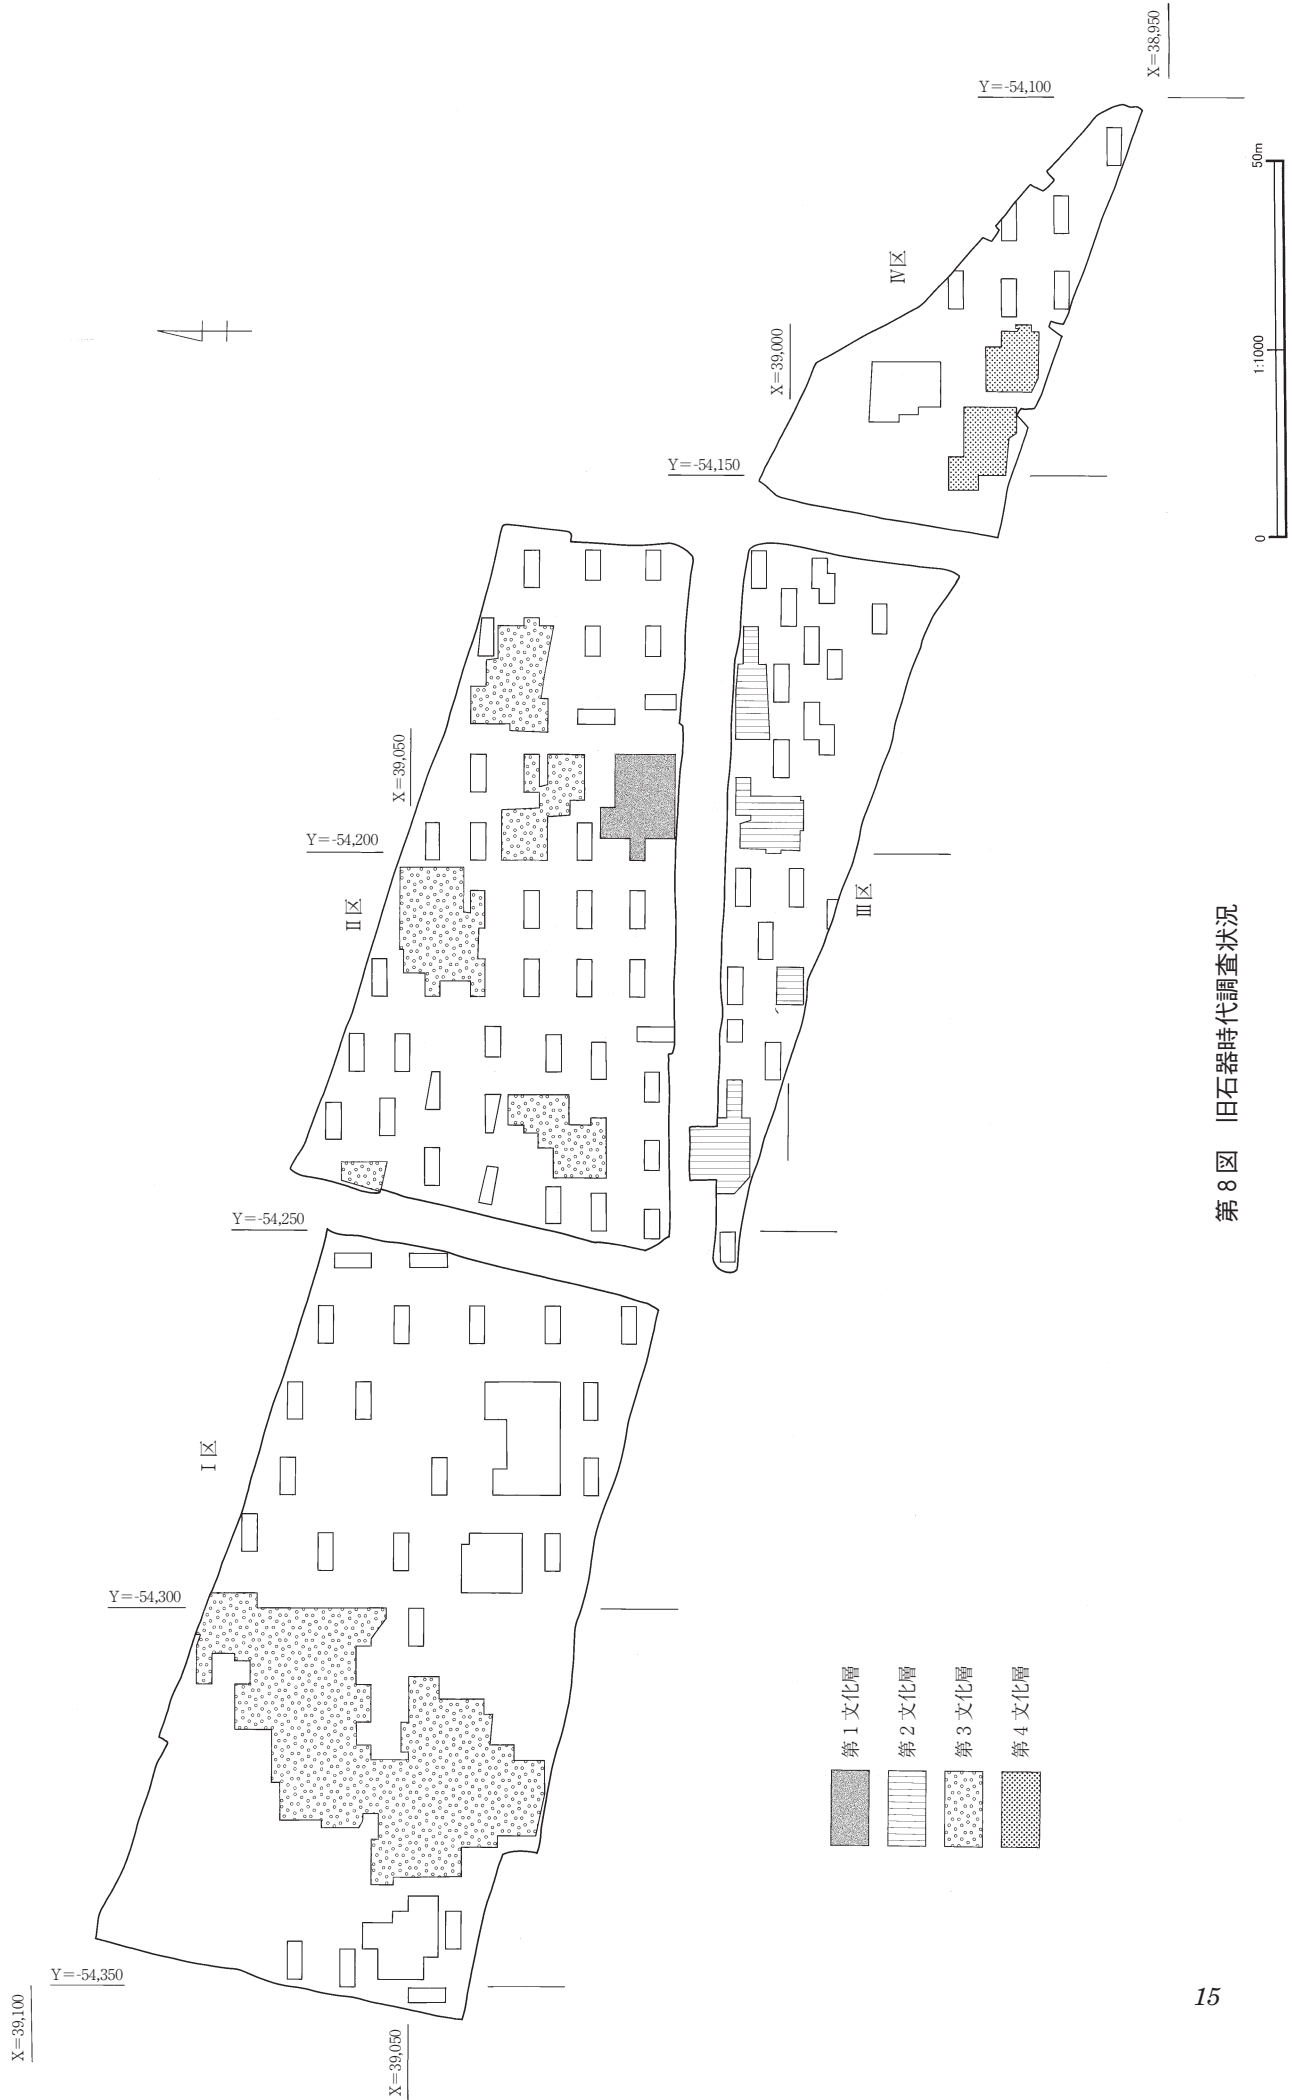 X=38,950
Y=-54,100
50m
Ⅳ区
X=39,000
1:1000
Y=-54,150
0
X=39,050
Y=-54,200
Ⅱ区
Ⅲ区
第8図 旧石器時代調査状況
Y=-54,250
Ⅰ区
Y=-54,300
第1文化層
第2文化層
第3文化層
第4文化層
Y=-54,350
X=39,100
X=39,050
15